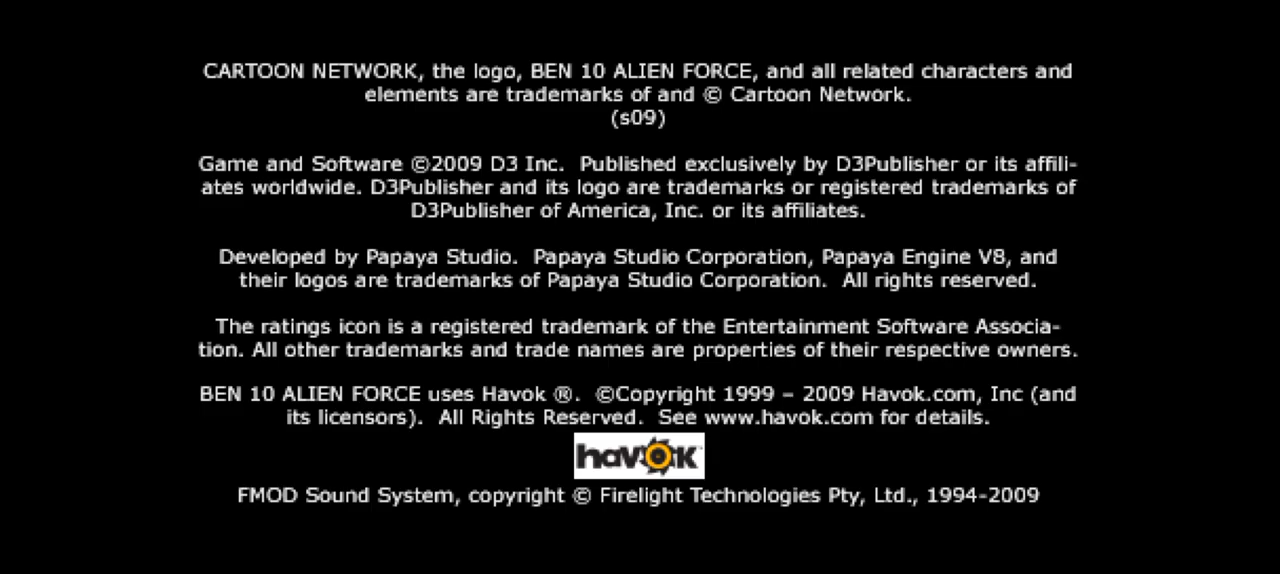 CARTOON NETWORK, the logo, BEN 10 ALIEN FORCE, and all related characters and
elements are trademarks of and © Cartoon Network.
(s09)
Game and Software ©2009 D3 Inc.  Published exclusively by D3Publisher or its affili-
ates worldwide. D3Publisher and its logo are trademarks or registered trademarks of
D3Publisher of America, Inc. or its affiliates.
Developed by Papaya Studio.  Papaya Studio Corporation, Papaya Engine V8, and
their logos are trademarks of Papaya Studio Corporation.  All rights reserved.
The ratings icon is a registered trademark of the Entertainment Software Associa-
tion. All other trademarks and trade names are properties of their respective owners.
BEN 10 ALIEN FORCE uses Havok ®.  ©Copyright 1999 – 2009 Havok.com, Inc (and
its licensors).  All Rights Reserved.  See www.havok.com for details.
havok
FMOD Sound System, copyright © Firelight Technologies Pty, Ltd., 1994-2009